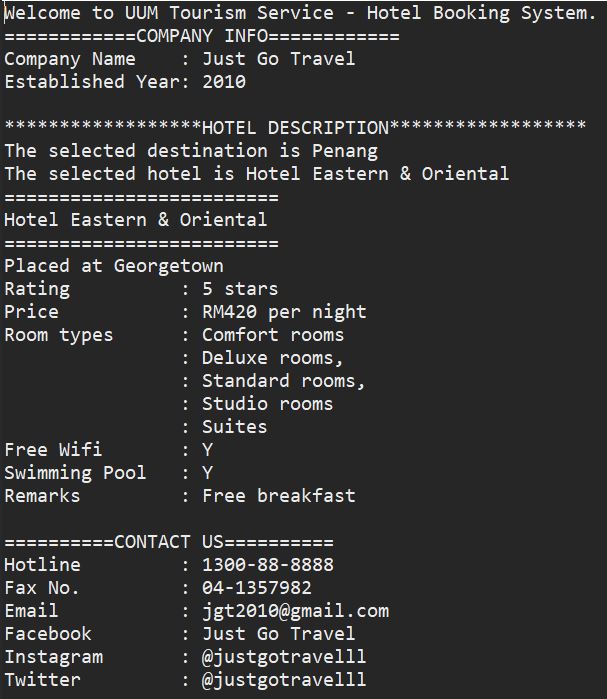 Welcome to UUM Tourism Service - Hotel Booking System.
============COMPANY INFO============
Company Name    : Just Go Travel
Established Year: 2010
******************HOTEL DESCRIPTION******************
The selected destination is Penang
The selected hotel is Hotel Eastern & Oriental
=========================
Hotel Eastern & Oriental
=========================
Placed at Georgetown
Rating          : 5 stars
Price           : RM420 per night
Room types      : Comfort rooms
                : Deluxe rooms,
                : Standard rooms,
                : Studio rooms
                : Suites
Free Wifi       : Y
Swimming Pool   : Y
Remarks         : Free breakfast
==========CONTACT US==========
Hotline         : 1300-88-8888
Fax No.         : 04-1357982
Email           : jgt2010@gmail.com
Facebook        : Just Go Travel
Instagram       : @justgotravelll
Twitter         : @justgotravelll